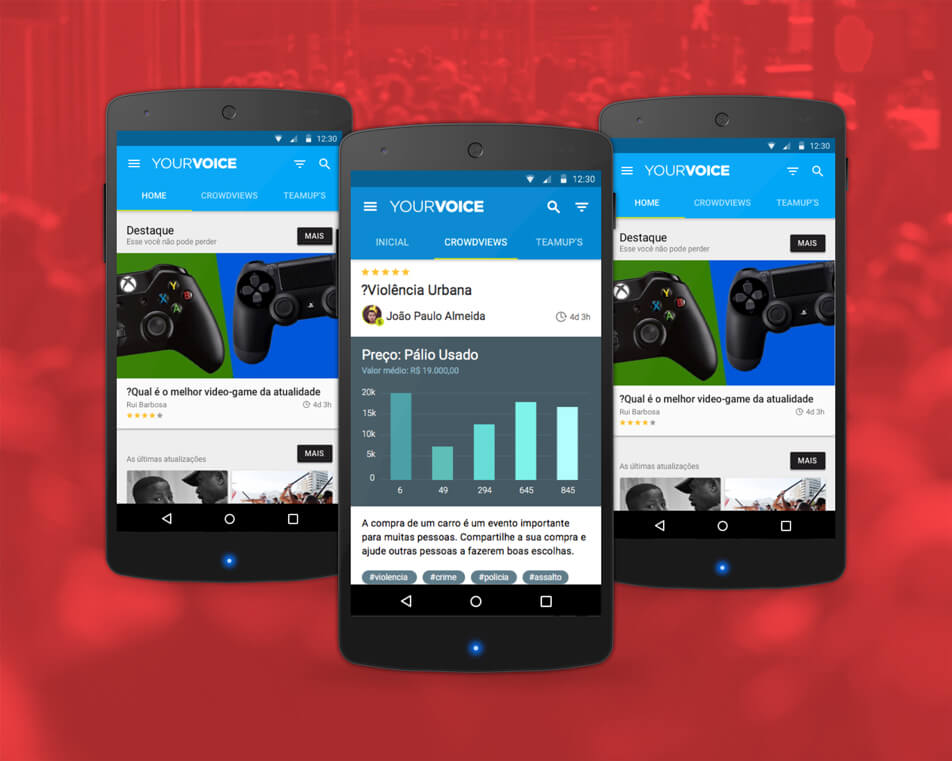 12:30
YOURVOICE
HOME CROWDVIEWS TEAMUP'S
Destaque
Esse você não pode perder
MAIS
?Qual é o melhor video-game da atualidade
Rui Barbosa
4d 3h
MAIS
As últimas atualizações
12:30
YOURVOICE
INICIAL CROWDVIEWS TEAMUP'S
?Violência Urbana
João Paulo Almeida
4d 3h
Preço: Pálio Usado
Valor médio: R$ 19.000,00
20k
15k
10k
5k
0
6 49 294 645 845
A compra de um carro é um evento importante
para muitas pessoas. Compartilhe a sua compra e
ajude outras pessoas a fazerem boas escolhas.
#violencia #crime #policia #assalto
12:30
YOURVOICE
HOME CROWDVIEWS TEAMUP'S
Destaque
Esse você não pode perder
MAIS
?Qual é o melhor video-game da atualidade
Rui Barbosa
4d 3h
MAIS
As últimas atualizações